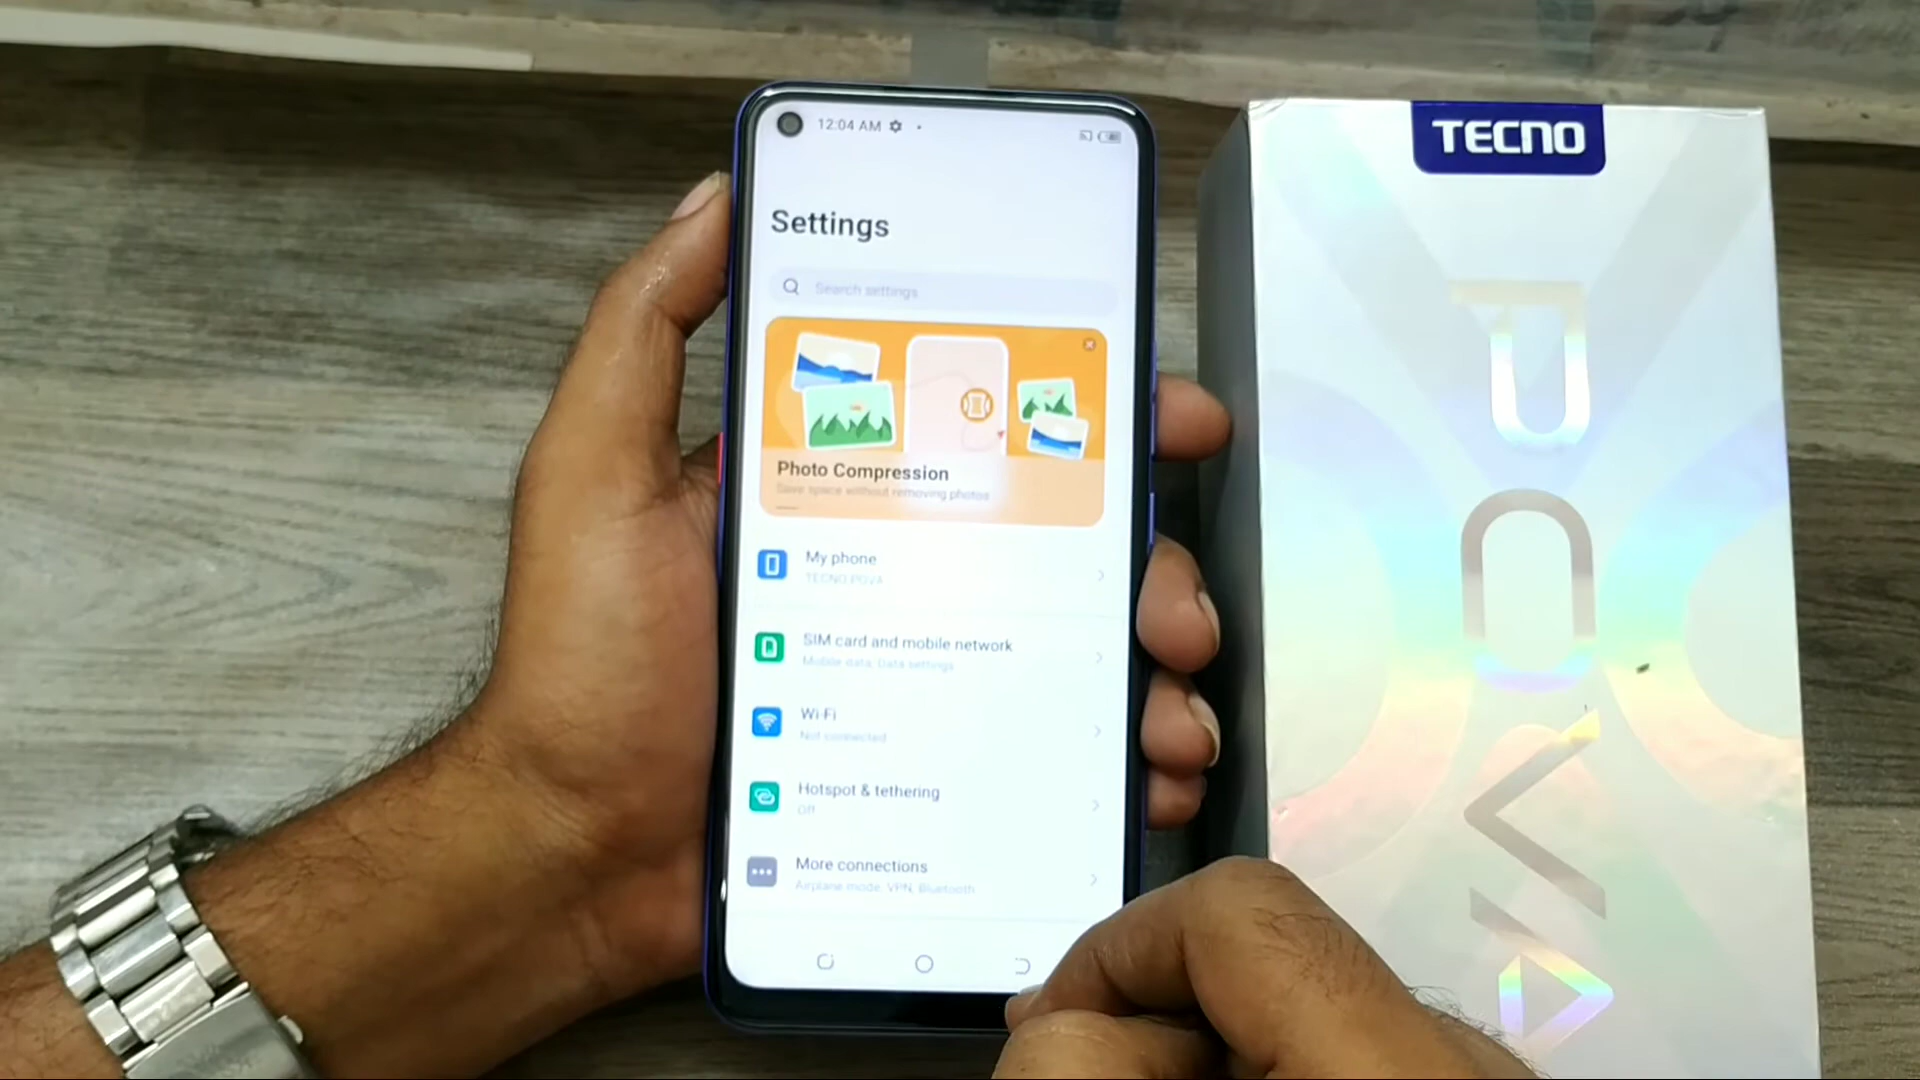 12:04 AM
Settings
Search settings
Photo Compression
Save space without removing photos
My phone
TECNO POVA
SIM card and mobile network
Mobile data, Data settings
Wi-Fi
Not connected
Hotspot & tethering
Off
More connections
Airplane mode, VPN, Bluetooth
TECNO
POVA